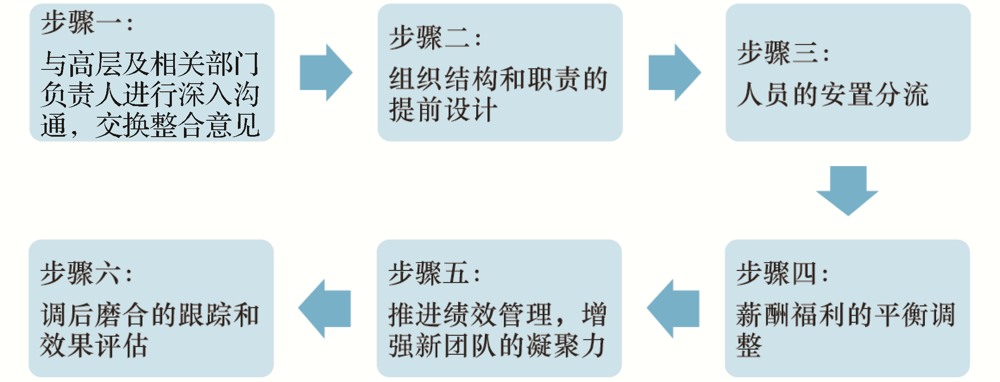 步骤一：
与高层及相关部门
负责人进行深入沟
通，交换整合意见
步骤二：
组织结构和职责的
提前设计
步骤三：
人员的安置分流
步骤四：
薪酬福利的平衡调
整
步骤五：
推进绩效管理，增
强新团队的凝聚力
步骤六：
调后磨合的跟踪和
效果评估